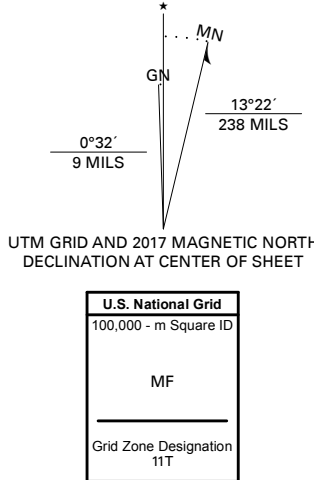 MN
GN
13°22´
238 MILS
0°32´
9 MILS
UTM GRID AND 2017 MAGNETIC NORTH
DECLINATION AT CENTER OF SHEET
U.S. National Grid
100,000 - m Square ID
MF
Grid Zone Designation
11T